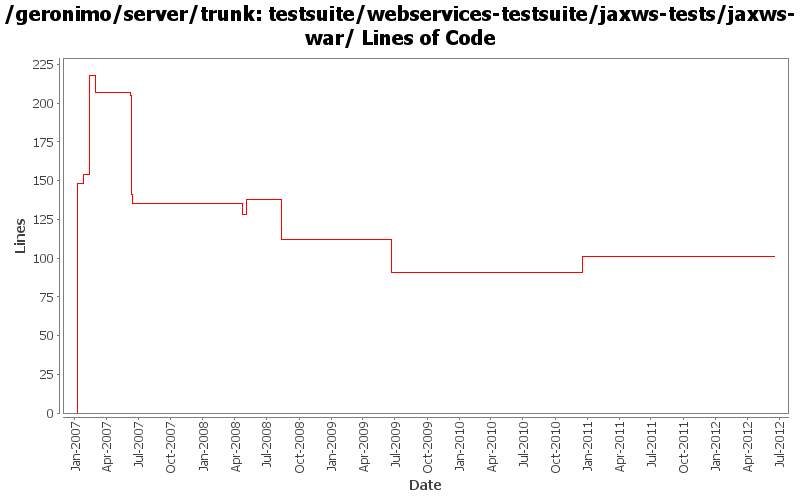 /geronimo/server/trunk: testsuite/webservices-testsuite/jaxws-tests/jaxws-
war/ Lines of Code
225
200
175
150
125
100
75
50
25
0
Lines
Jan-2007
Apr-2007
Jul-2007
Oct-2007
Jan-2008
Apr-2008
Jul-2008
Oct-2008
Jan-2009
Apr-2009
Jul-2009
Oct-2009
Jan-2010
Apr-2010
Jul-2010
Oct-2010
Jan-2011
Apr-2011
Jul-2011
Oct-2011
Jan-2012
Apr-2012
Jul-2012
Date